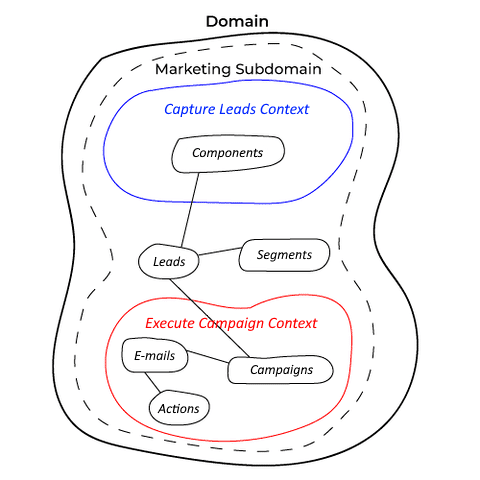 Domain
Marketing Subdomain
Capture Leads Context
Components
Leads
Segments
Execute Campaign Context
E-mails
Campaigns
Actions